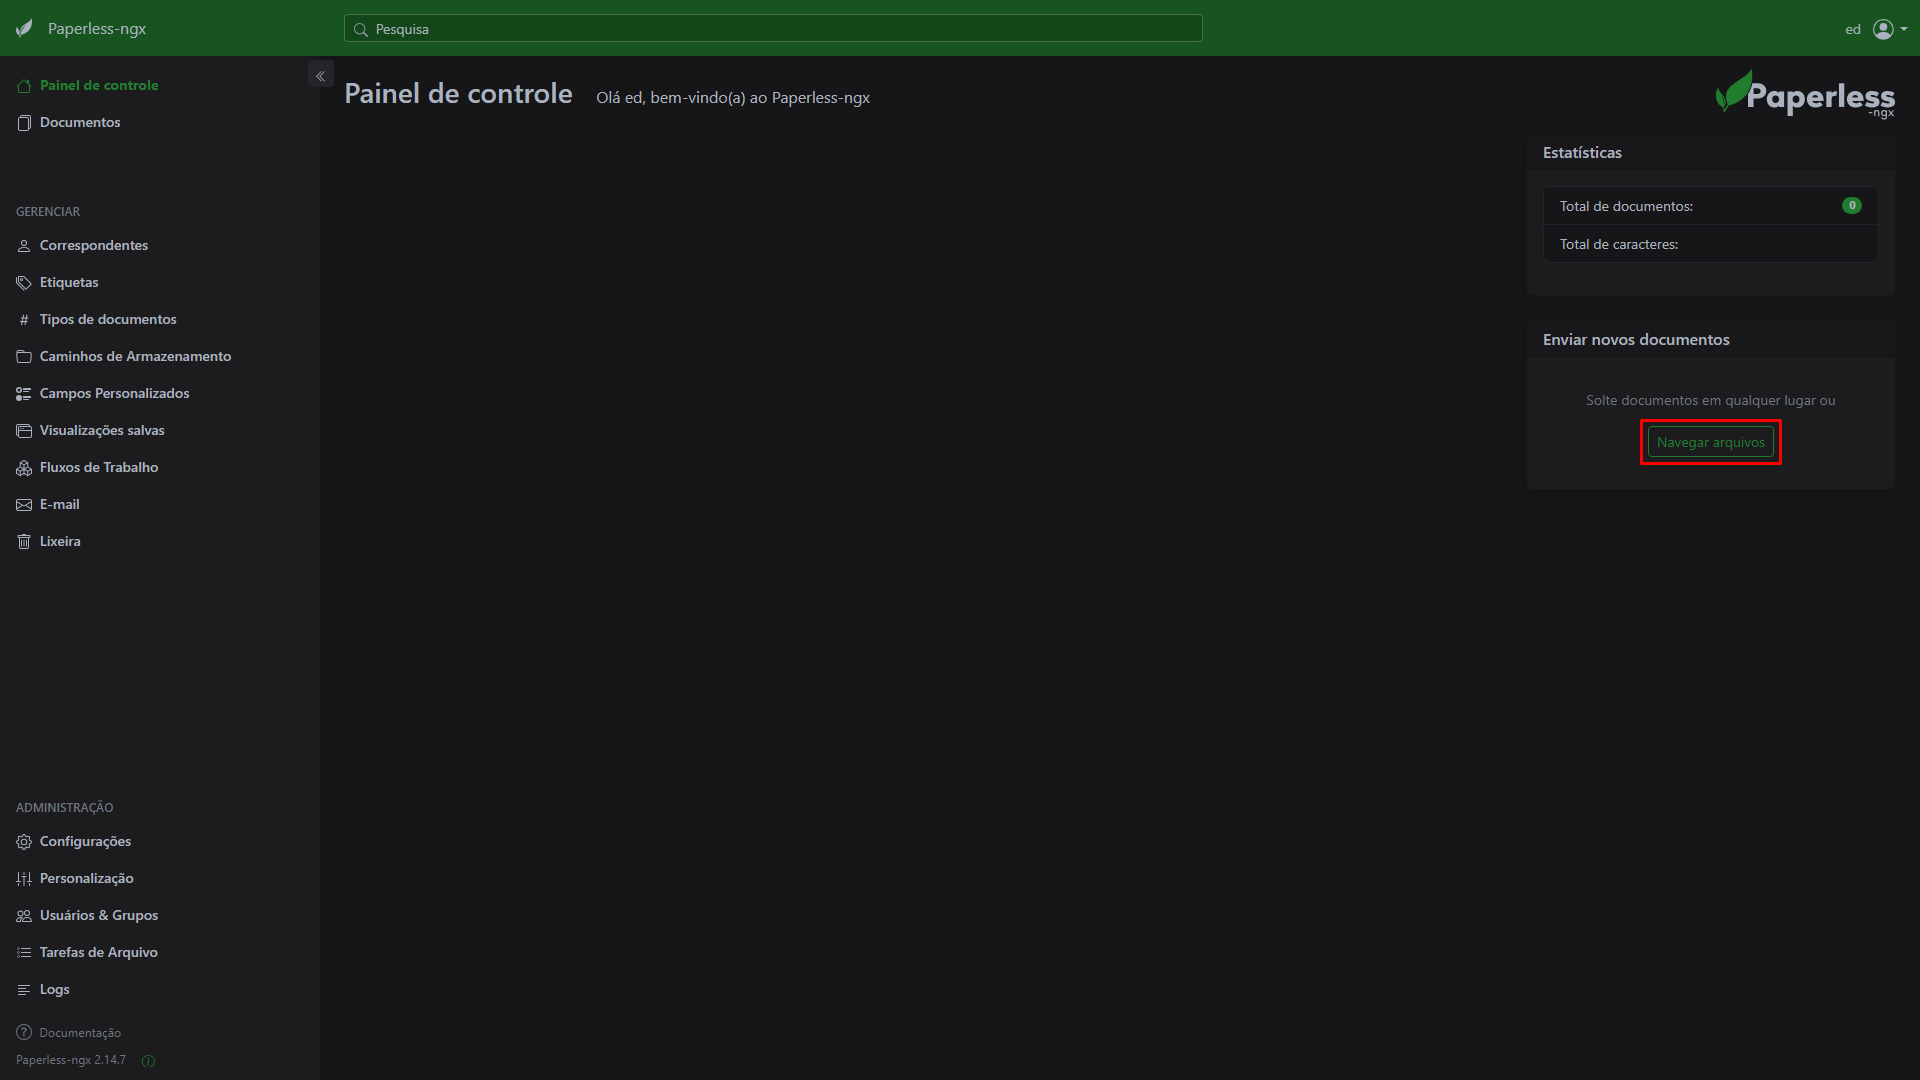 Paperless-ngx
Pesquisa
ed
Painel de controle
Documentos
GERENCIAR
Correspondentes
Etiquetas
# Tipos de documentos
Caminhos de Armazenamento
Campos Personalizados
Visualizações salvas
Fluxos de Trabalho
E-mail
Lixeira
ADMINISTRAÇÃO
Configurações
Personalização
Usuários & Grupos
Tarefas de Arquivo
Logs
Documentação
Paperless-ngx 2.14.7
Painel de controle Olá ed, bem-vindo(a) ao Paperless-ngx
Paperless
-ngx
Estatísticas
Total de documentos: 0
Total de caracteres:
Enviar novos documentos
Solte documentos em qualquer lugar ou
Navegar arquivos